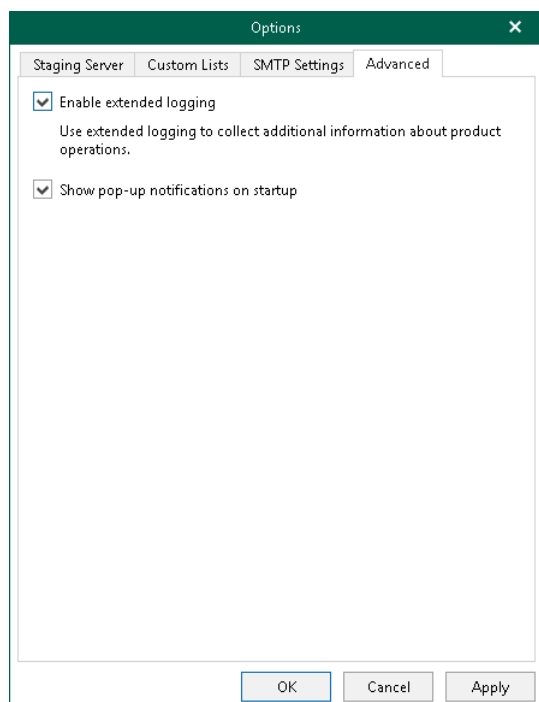 Options
Staging Server
Custom Lists
SMTP Settings
Advanced
Enable extended logging
Use extended logging to collect additional information about product
operations.
Show pop-up notifications on startup
OK
Cancel
Apply